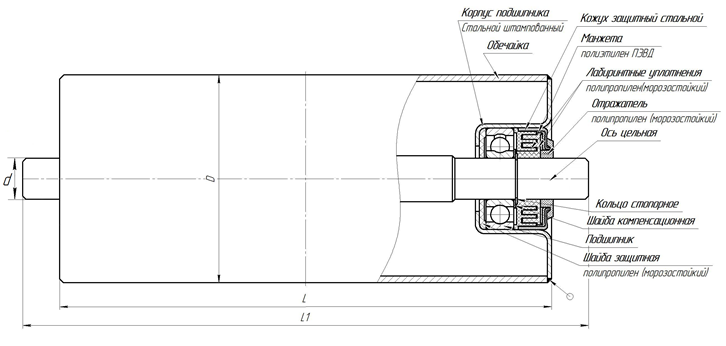 Корпус подшипника
Стальной штампованный
Обечайка
Кожух защитный стальной
Манжета
полиэтилен ПЭВД
Лабиринтные уплотнения
полипропилен(морозостойкий)
Отражатель
полипропилен (морозостойкий)
Ось цельная
d
D
Кольцо стопорное
Шайба компенсационная
Подшипник
Шайба защитная
полипропилен (морозостойкий)
L
L1